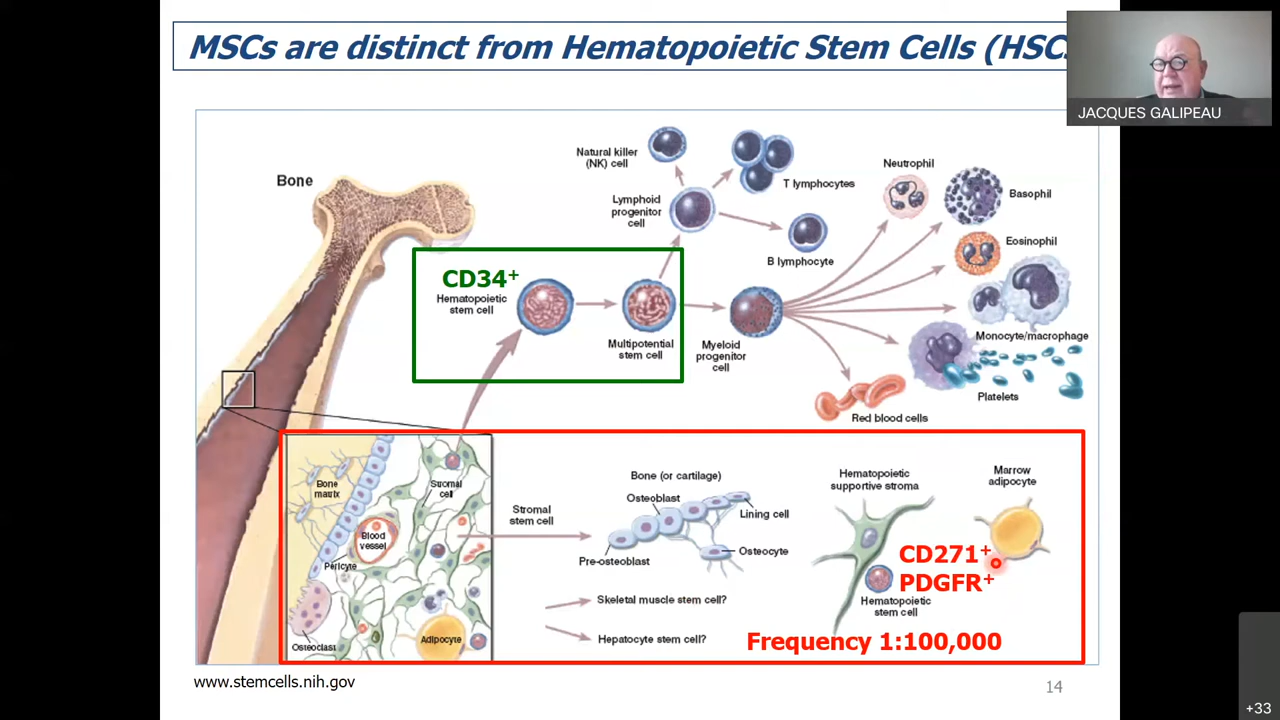 MSCs are distinct from Hematopoietic Stem Cells (HSCs
JACQUES GALIPEAU
Bone
Natural killer
(NK) cell
T lymphocytes
Lymphoid
progenitor
cell
B lymphocyte
Neutrophil
Basophil
Eosinophil
Monocyte/macrophage
Platelets
Red blood cells
CD34+
Hematopoietic
stem cell
Multipotential
stem cell
Myeloid
progenitor
cell
Bone
matrix
Stromal
cell
Blood
vessel
Pericyte
Osteoclast
Adipocyte
Stromal
stem cell
Bone (or cartilage)
Osteoblast
Lining cell
Pre-osteoblast
Osteocyte
Skeletal muscle stem cell?
Hepatocyte stem cell?
Hematopoietic
supportive stroma
Marrow
adipocyte
CD271+
PDGFR+
Hematopoietic
stem cell
Frequency 1:100,000
www.stemcells.nih.gov
14
+33